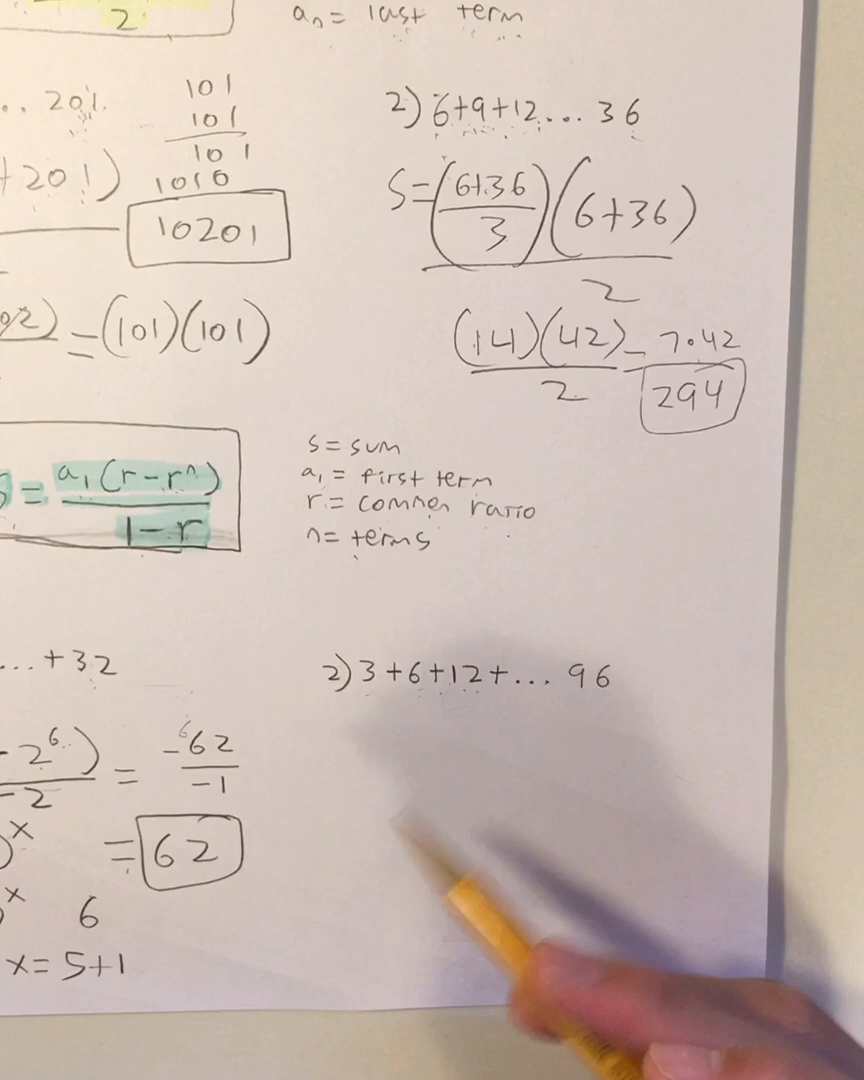 2
aₙ = last term
.. 201.
101
101
101
1010
10201
+201)
= (101)(101)
2) 6+9+12... 36
S = (6+36/3)(6+36)
2
(14)(42)/2 = 7·42
294
S = a₁(r-rⁿ)/1-r
S = sum
a₁ = first term
r = common ratio
n = terms
...+32
- 2⁶) = -62/-1
-2
x = 62
x 6
x = 5+1
2) 3+6+12+... 96